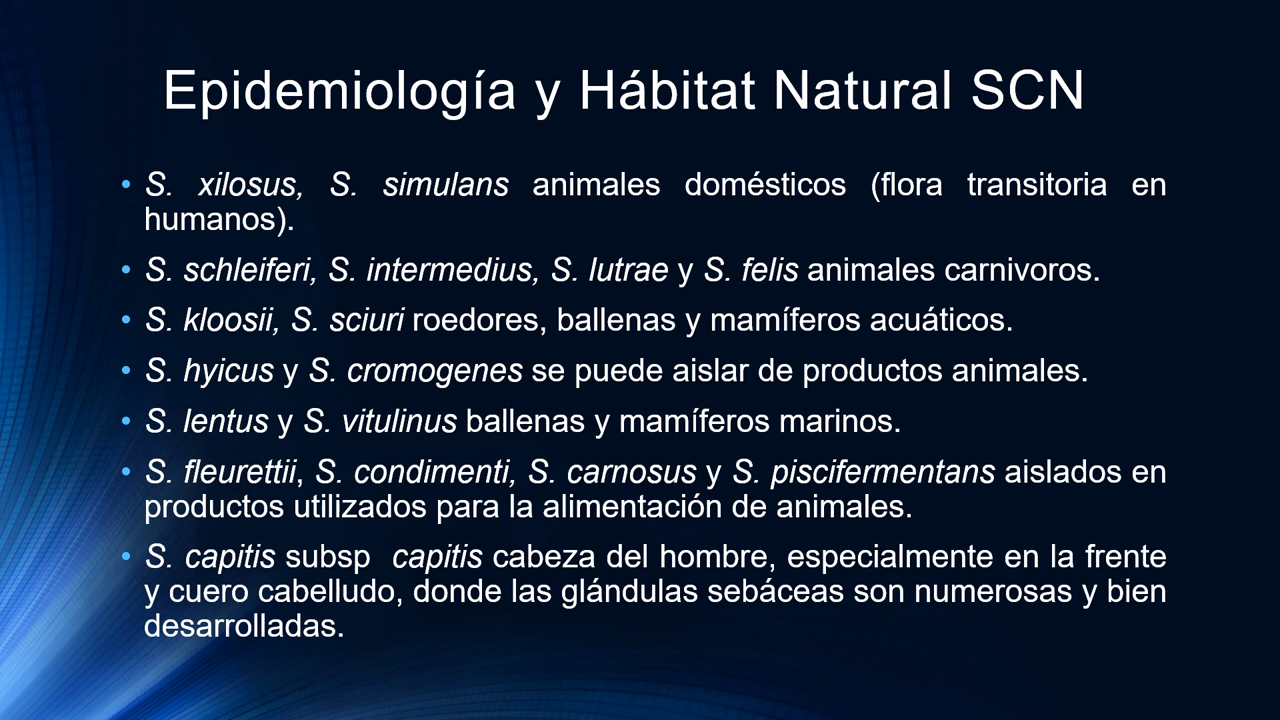 Epidemiología y Hábitat Natural SCN
• S. xilosus, S. simulans animales domésticos (flora transitoria en
humanos).
• S. schleiferi, S. intermedius, S. lutrae y S. felis animales carnivoros.
• S. kloosii, S. sciuri roedores, ballenas y mamíferos acuáticos.
• S. hyicus y S. cromogenes se puede aislar de productos animales.
• S. lentus y S. vitulinus ballenas y mamíferos marinos.
• S. fleurettii, S. condimenti, S. carnosus y S. piscifermentans aislados en
productos utilizados para la alimentación de animales.
• S. capitis subsp  capitis cabeza del hombre, especialmente en la frente
y cuero cabelludo, donde las glándulas sebáceas son numerosas y bien
desarrolladas.